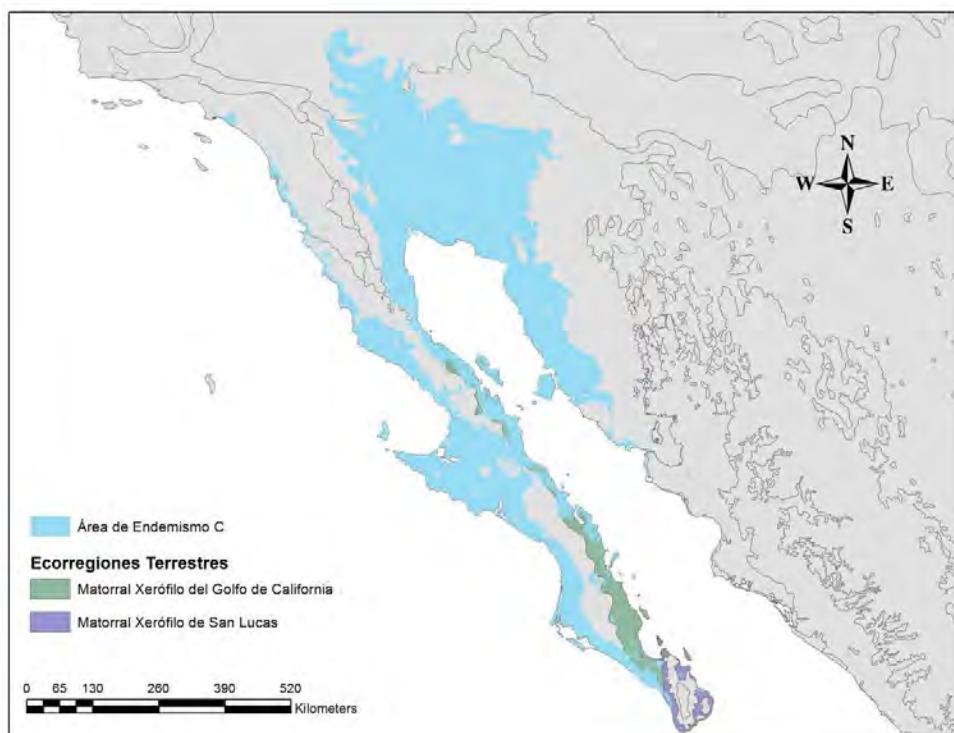 N
W E
S
Área de Endemismo C
Ecorregiones Terrestres
Matorral Xerófilo del Golfo de California
Matorral Xerófilo de San Lucas
0 65 130 260 390 520
Kilometers